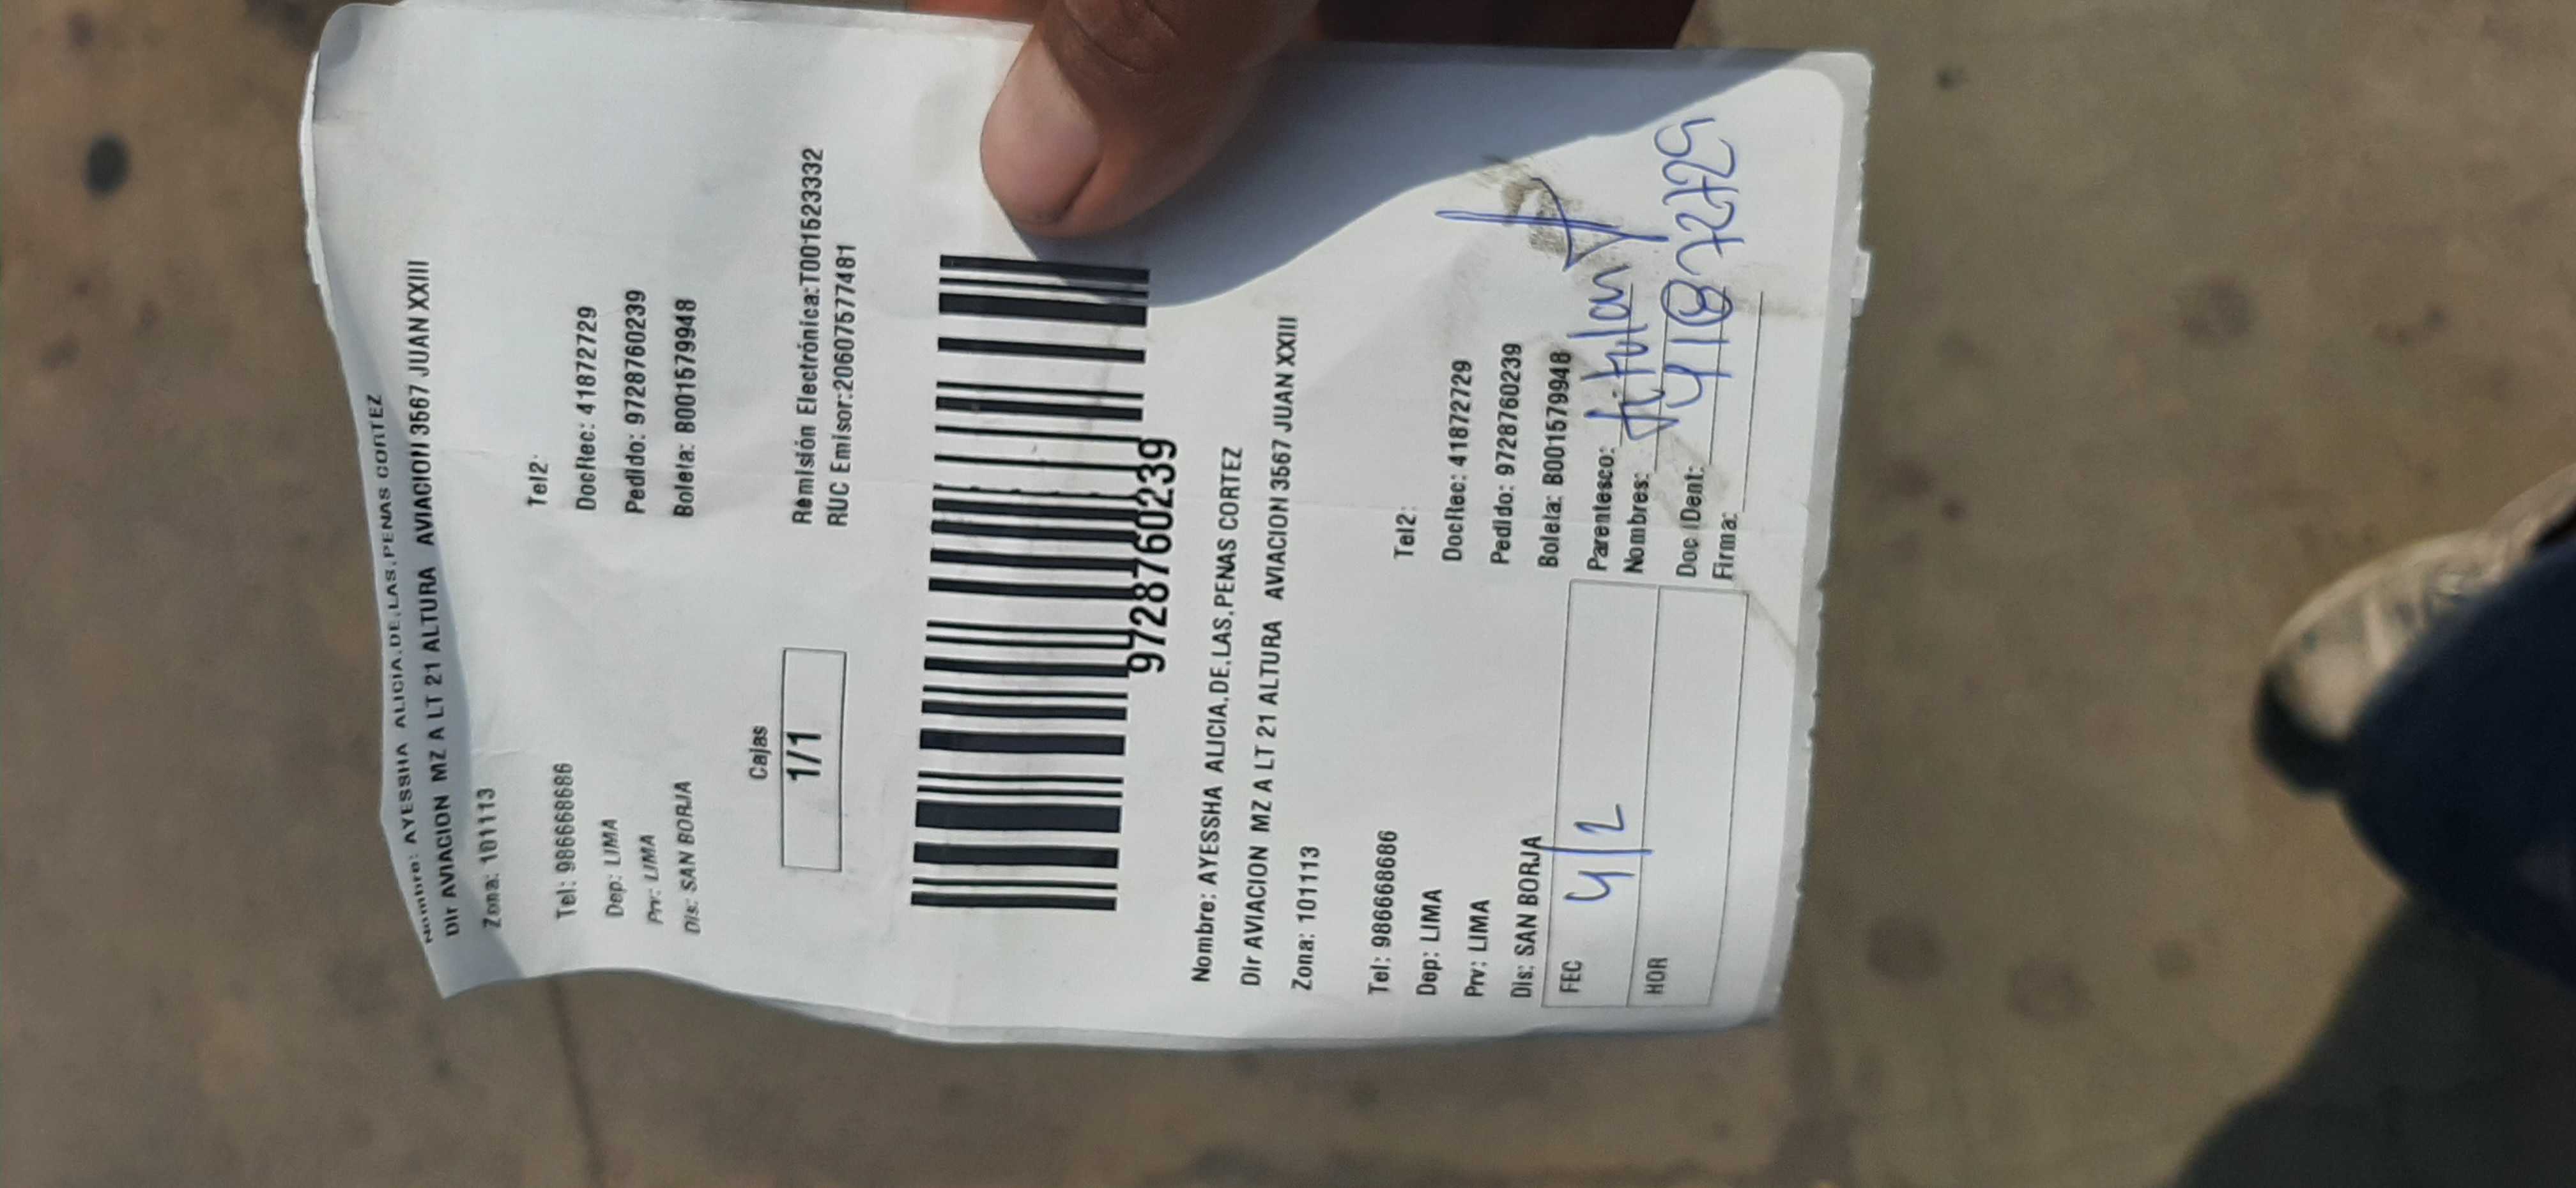 Nombre: AYESSHA ALICIA.DE.LAS.PENAS CORTEZ
Dir AVIACION MZ A LT 21 ALTURA AVIACION 3567 JUAN XXIII
Zona: 101113
Tel: 986668686 Tel2:
Dep: LIMA DocRec: 41872729
Prv: LIMA Pedido: 9728760239
Dis: SAN BORJA Boleta: B001579948
Cajas
1/1
Remisión Electrónica:T001523332
RUC Emisor:20607577481
9728760239
Nombre: AYESSHA ALICIA.DE.LAS.PENAS CORTEZ
Dir AVIACION MZ A LT 21 ALTURA AVIACION 3567 JUAN XXIII
Zona: 101113
Tel: 986668686 Tel2:
Dep: LIMA DocRec: 41872729
Prv: LIMA Pedido: 9728760239
Dis: SAN BORJA Boleta: B001579948
FEC 4/2 Parentesco:
HOR Nombres:
Doc IDent: 41872729
Firma: